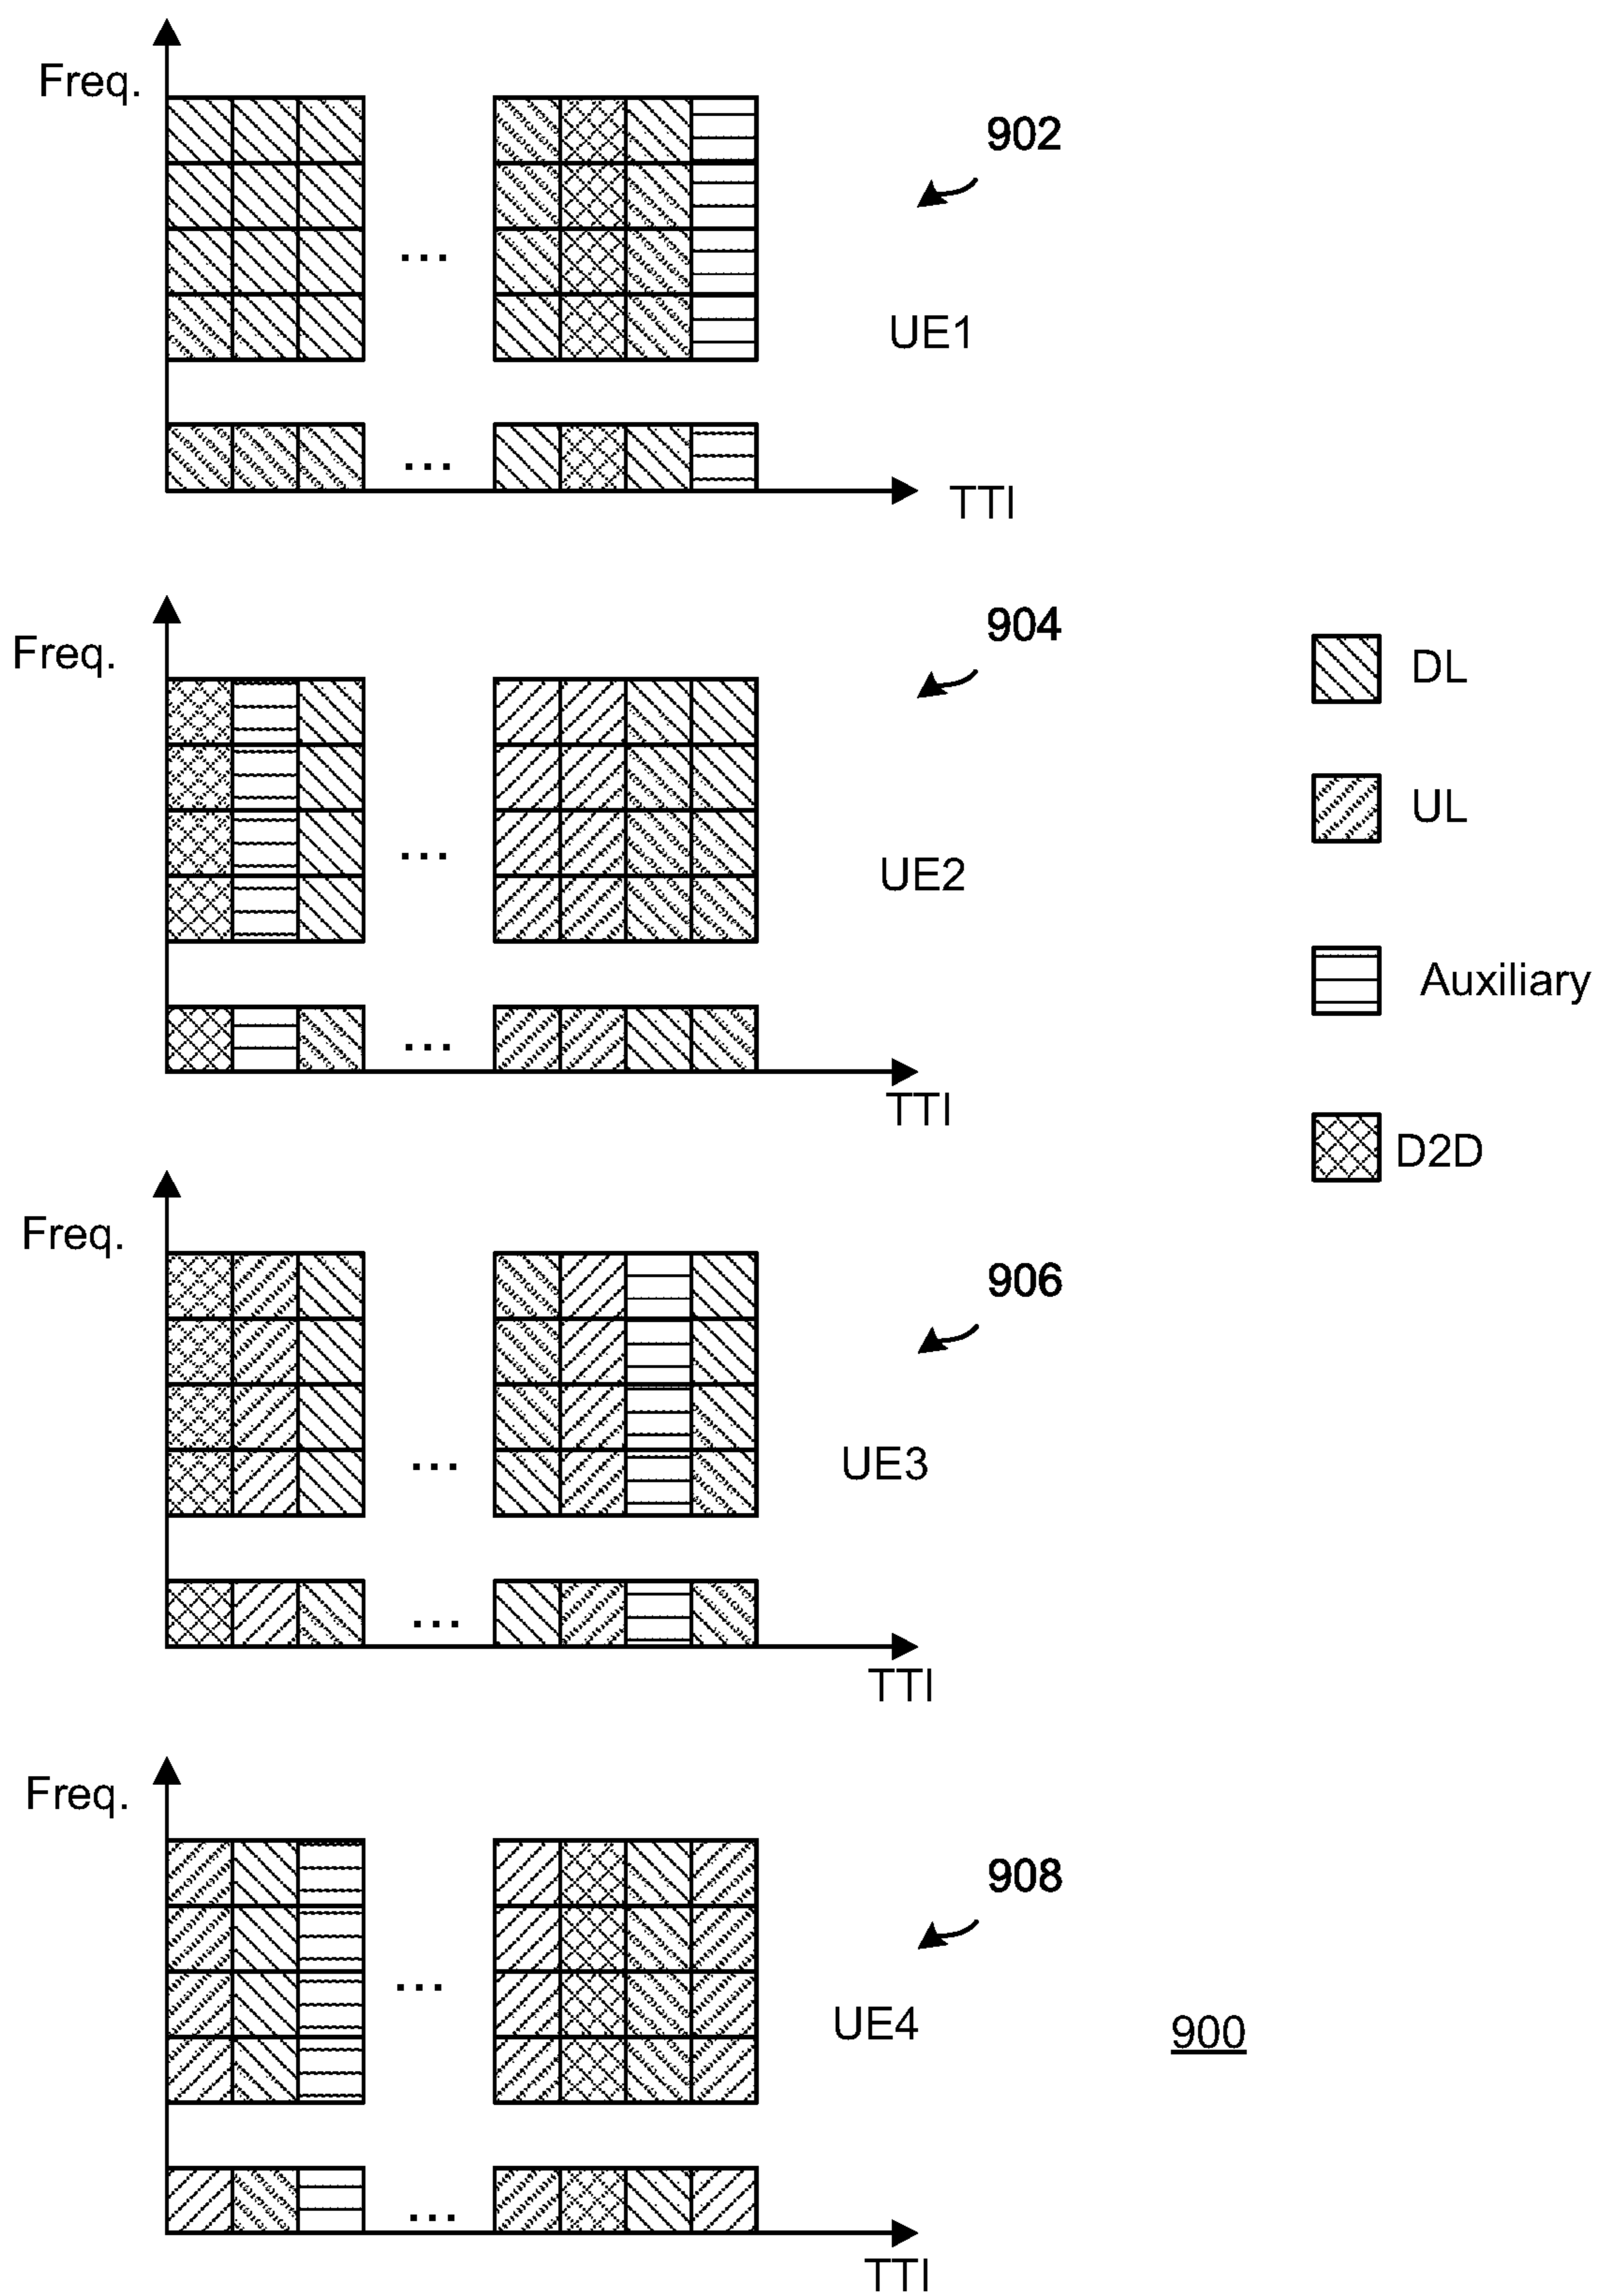 Freq.
902
...
UE1
...
TTI
904
Freq.
DL
UL
...
UE2
Auxiliary
...
TTI
D2D
Freq.
906
...
UE3
...
TTI
Freq.
908
...
UE4
900
...
TTI